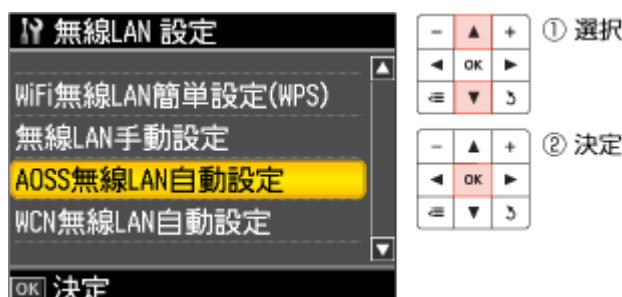 無線LAN 設定
WiFi無線LAN簡単設定(WPS)
無線LAN手動設定
AOSS無線LAN自動設定
WCN無線LAN自動設定
OK 決定
- ▲ +
◀ OK ▶
▼
① 選択
- ▲ +
◀ OK ▶
▼
② 決定